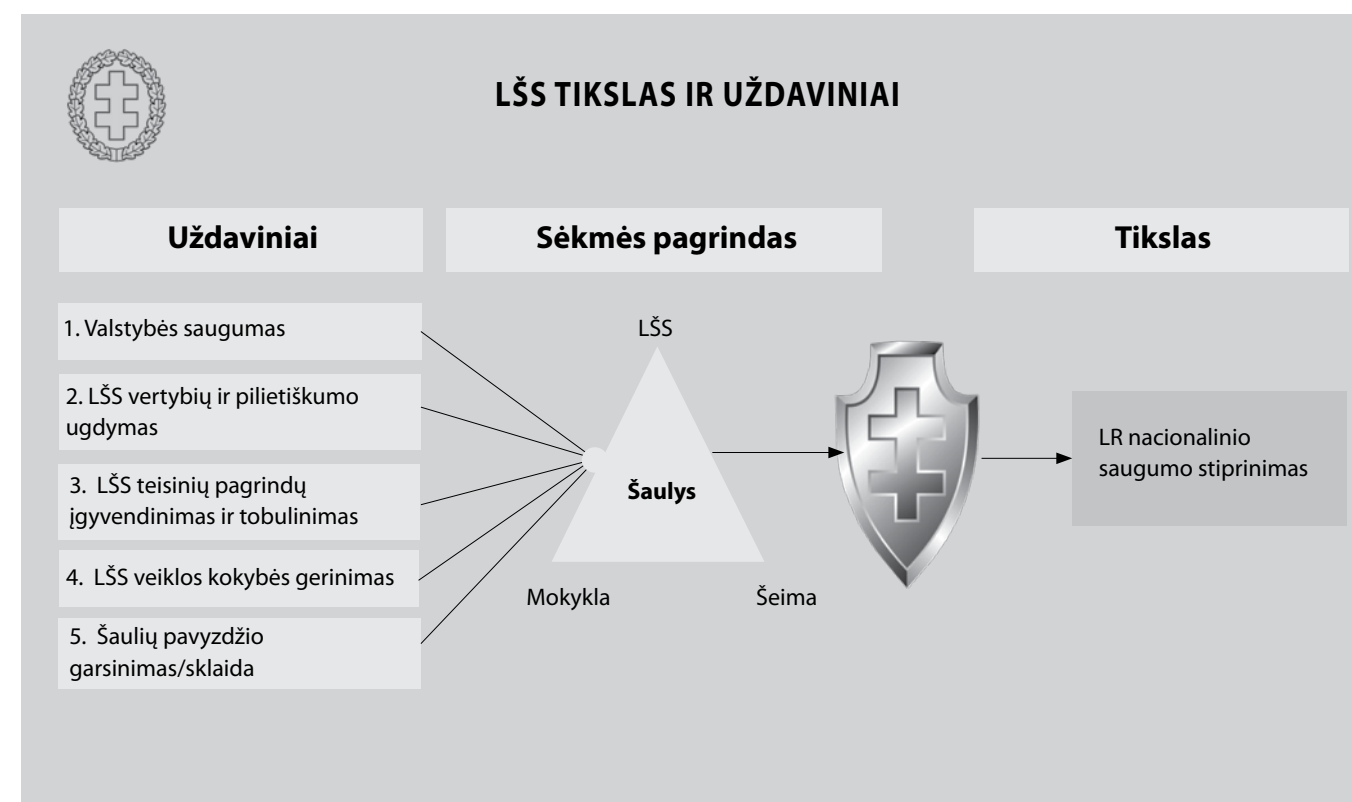 LŠS TIKSLAS IR UŽDAVINIAI
Uždaviniai
Sėkmės pagrindas
Tikslas
1. Valstybės saugumas
2. LŠS vertybių ir pilietiškumo
ugdymas
3. LŠS teisinių pagrindų
įgyvendinimas ir tobulinimas
4. LŠS veiklos kokybės gerinimas
5. Šaulių pavyzdžio
garsinimas/sklaida
LŠS
Šaulys
Mokykla
Šeima
LR nacionalinio
saugumo stiprinimas